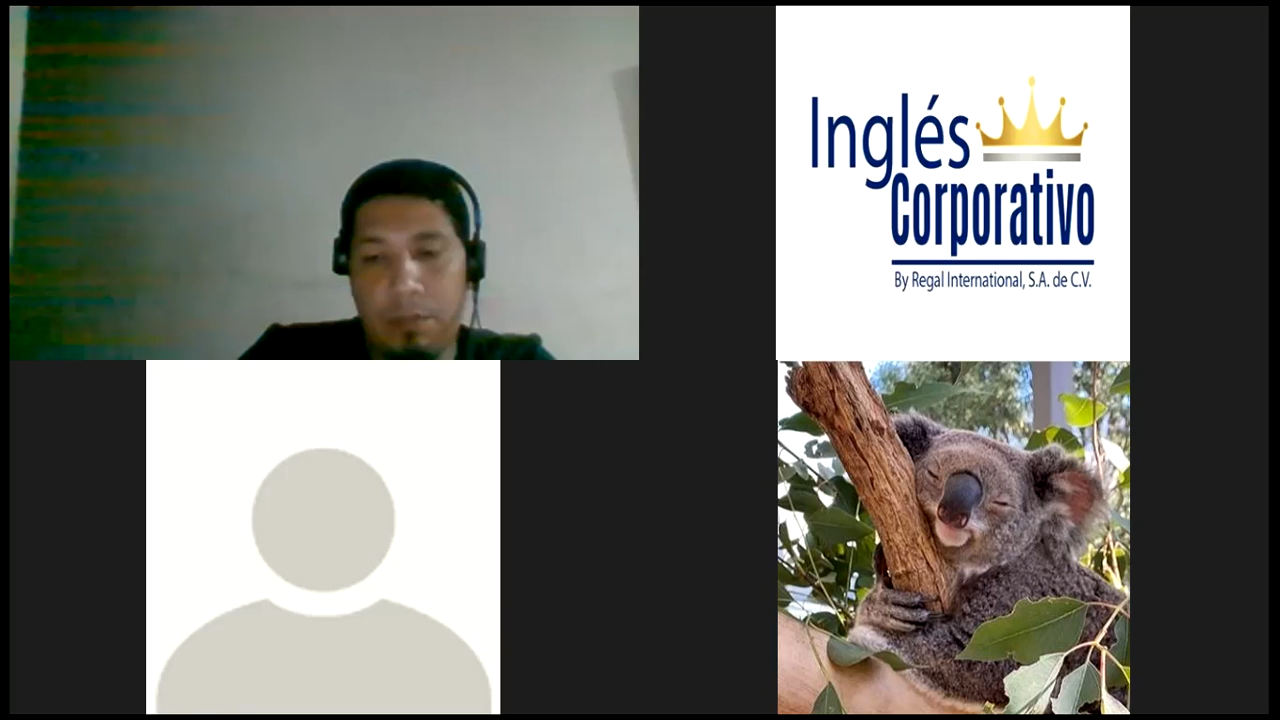 Inglés
Corporativo
By Regal International, S.A. de C.V.